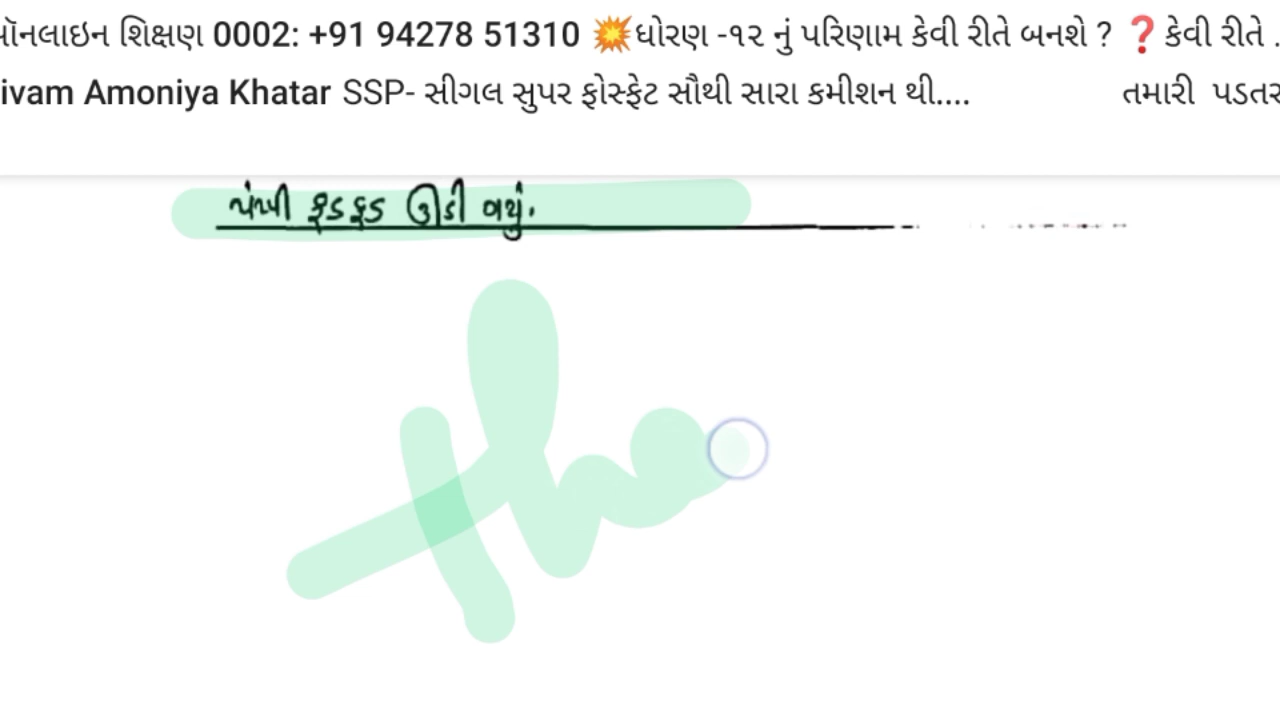 ઑનલાઇન શિક્ષણ 0002: +91 94278 51310 💥ધોરણ -૧૨ નું પરિણામ કેવી રીતે બનશે ? ❓કેવી રીતે .
ivam Amoniya Khatar SSP- સીગલ સુપર ફોસ્ફેટ સૌથી સારા કમીશન થી.... તમારી પડતર
પંખી ફડફડ ઊડી ગયું.